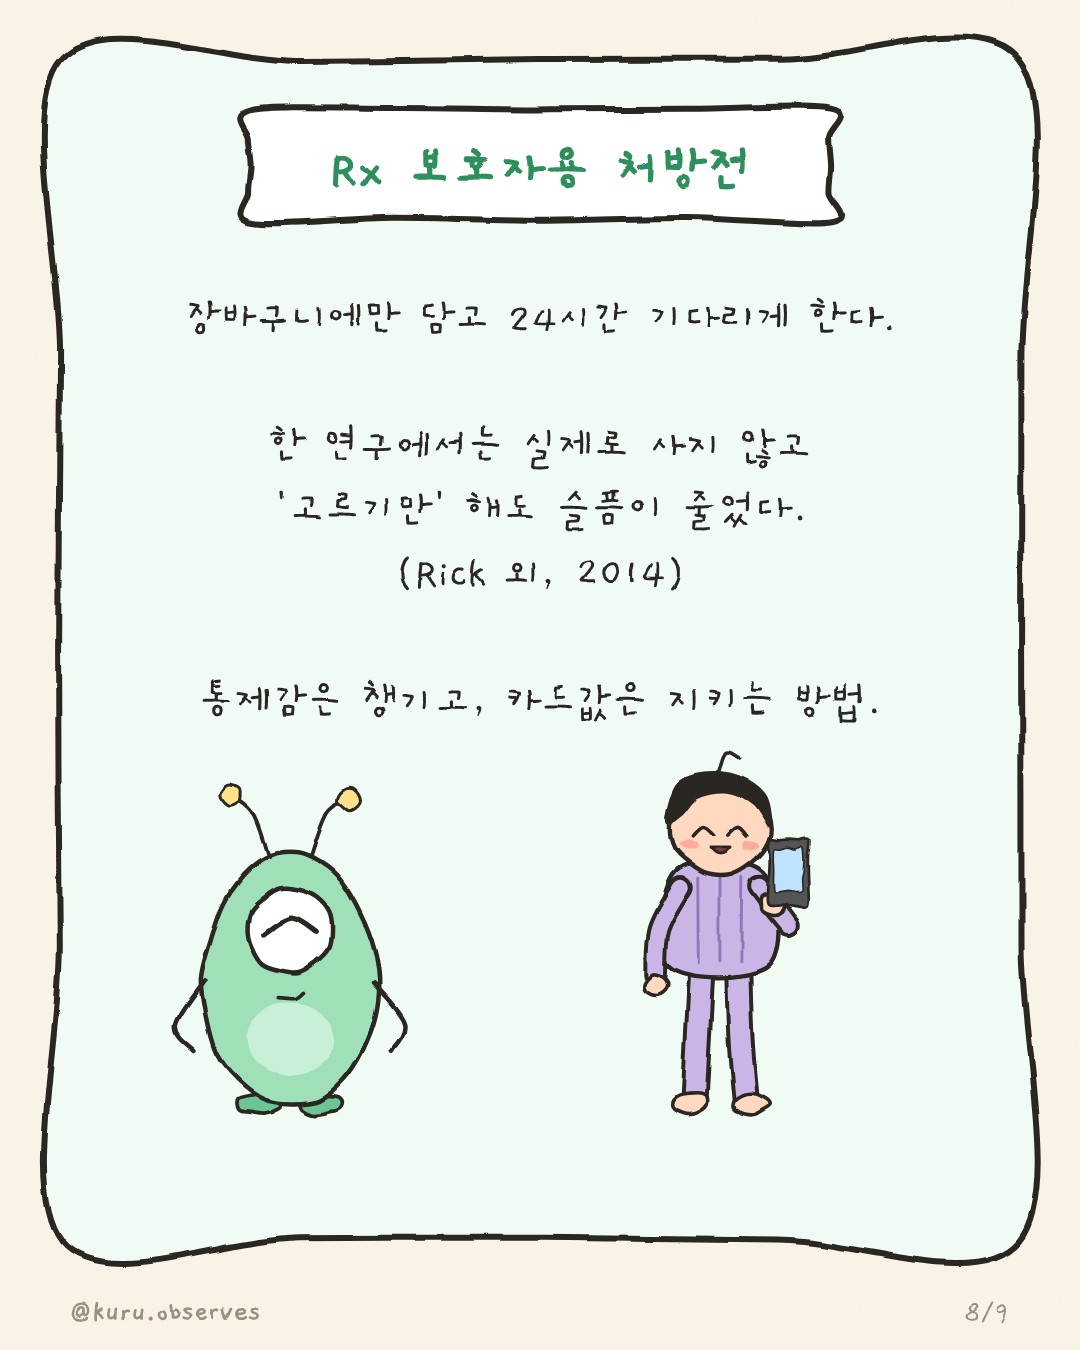 Rx 보호자용 처방전
장바구니에만 담고 24시간 기다리게 한다.
한 연구에서는 실제로 사지 않고
'고르기만' 해도 슬픔이 줄었다.
(Rick 외, 2014)
통제감은 챙기고, 카드값은 지키는 방법.
@kuru.observes
8/9